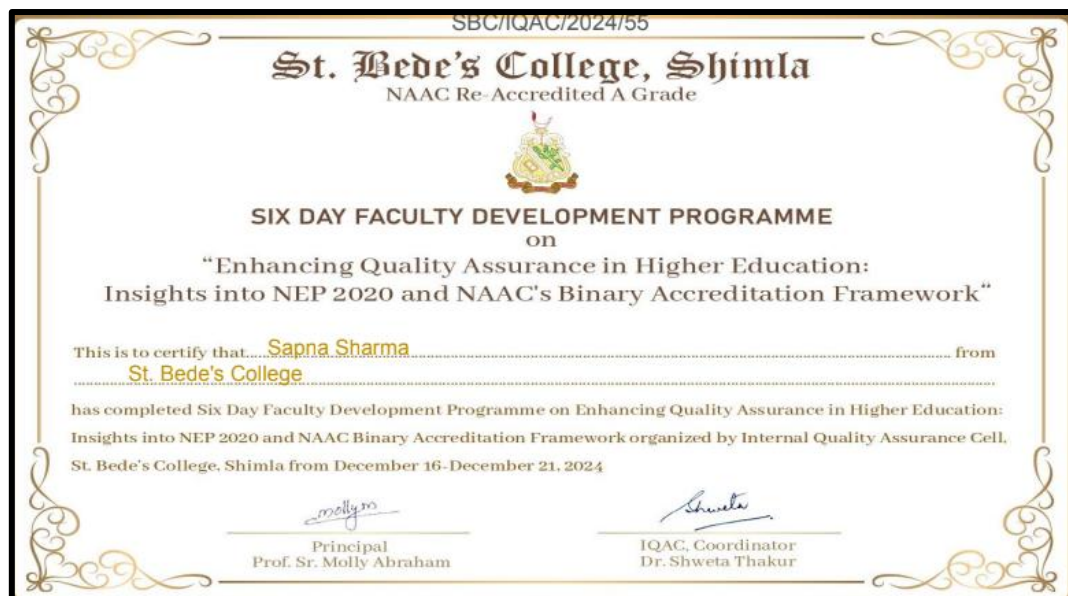 SBC/IQAC/2024/55
St. Bede's College, Shimla
NAAC Re-Accredited A Grade
SIX DAY FACULTY DEVELOPMENT PROGRAMME
on
“Enhancing Quality Assurance in Higher Education:
Insights into NEP 2020 and NAAC's Binary Accreditation Framework“
This is to certify that Sapna Sharma from
St. Bede's College
has completed Six Day Faculty Development Programme on Enhancing Quality Assurance in Higher Education:
Insights into NEP 2020 and NAAC Binary Accreditation Framework organized by Internal Quality Assurance Cell,
St. Bede's College, Shimla from December 16-December 21, 2024
mollym Shweta
Principal IQAC, Coordinator
Prof. Sr. Molly Abraham Dr. Shweta Thakur